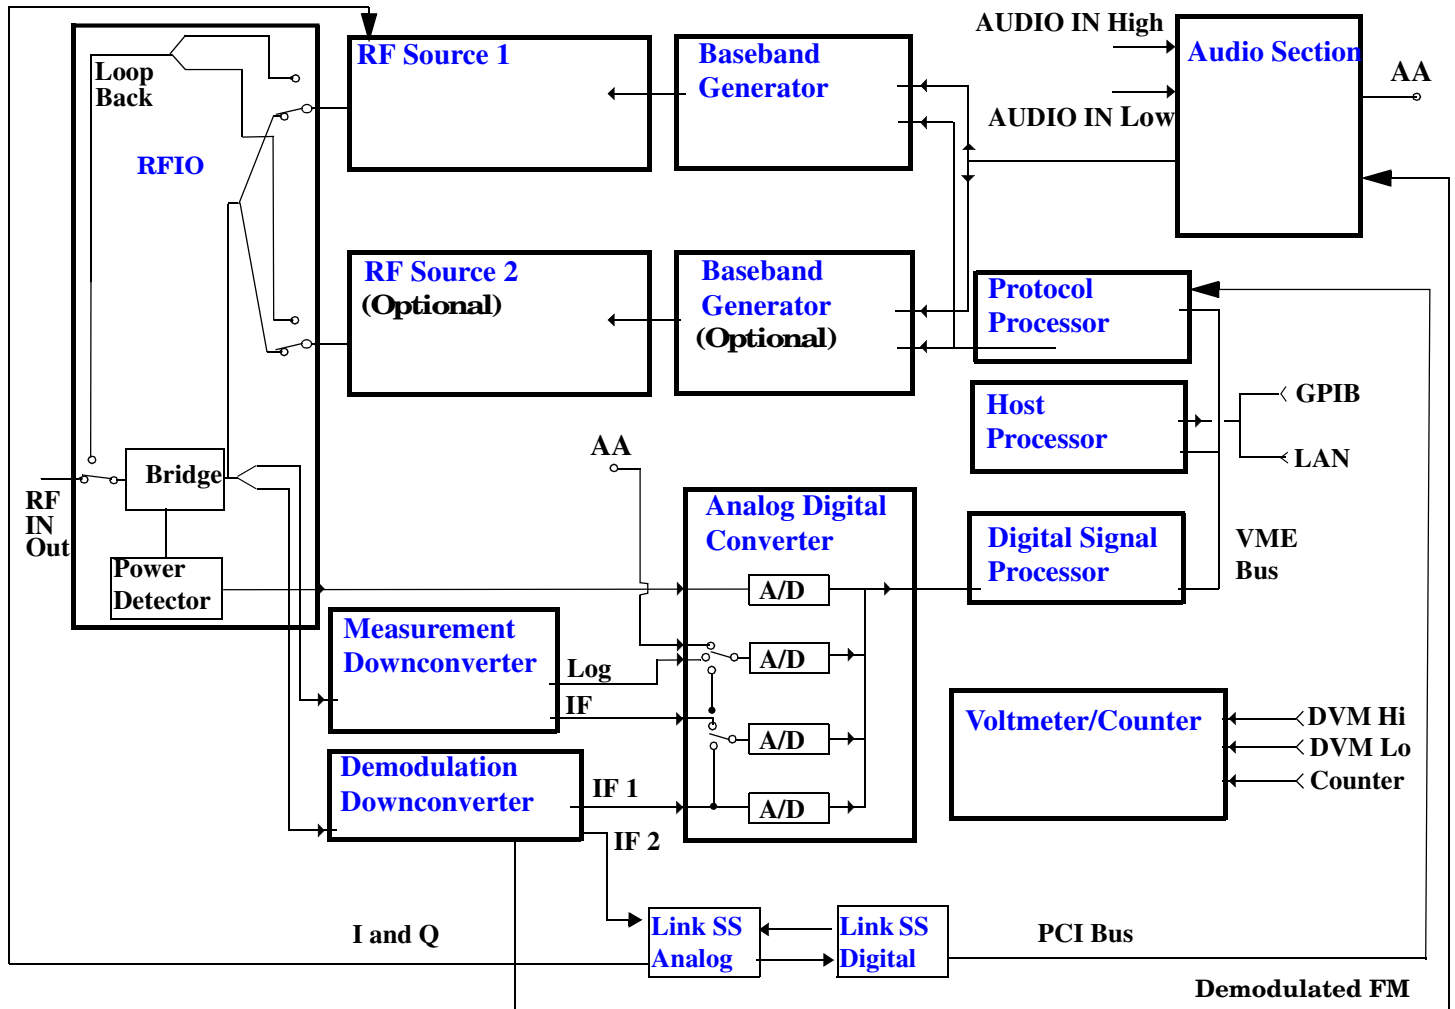 AUDIO IN High
RF Source 1
Baseband
Generator
Audio Section
AA
Loop
Back
AUDIO IN Low
RFIO
RF Source 2
(Optional)
Baseband
Generator
(Optional)
Protocol
Processor
Host
Processor
GPIB
LAN
AA
Bridge
RF
IN
Out
Analog Digital
Converter
Digital Signal
Processor
VME
Bus
Power
Detector
A/D
Measurement
Downconverter
Log
A/D
IF
Voltmeter/Counter
DVM Hi
A/D
DVM Lo
Demodulation
Downconverter
IF 1
Counter
A/D
IF 2
I and Q
Link SS
Analog
Link SS
Digital
PCI Bus
Demodulated FM